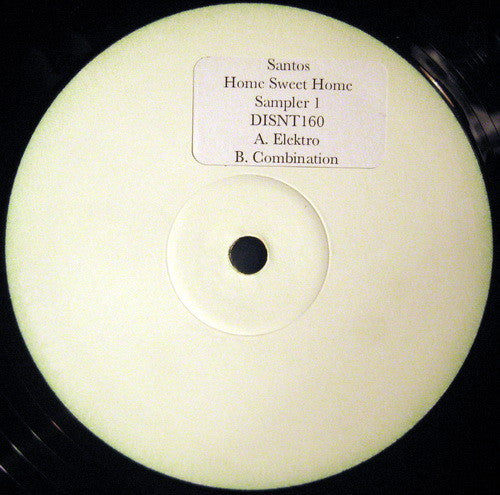 Santos
Home Sweet Home
Sampler 1
DISNT160
A. Elektro
B. Combination